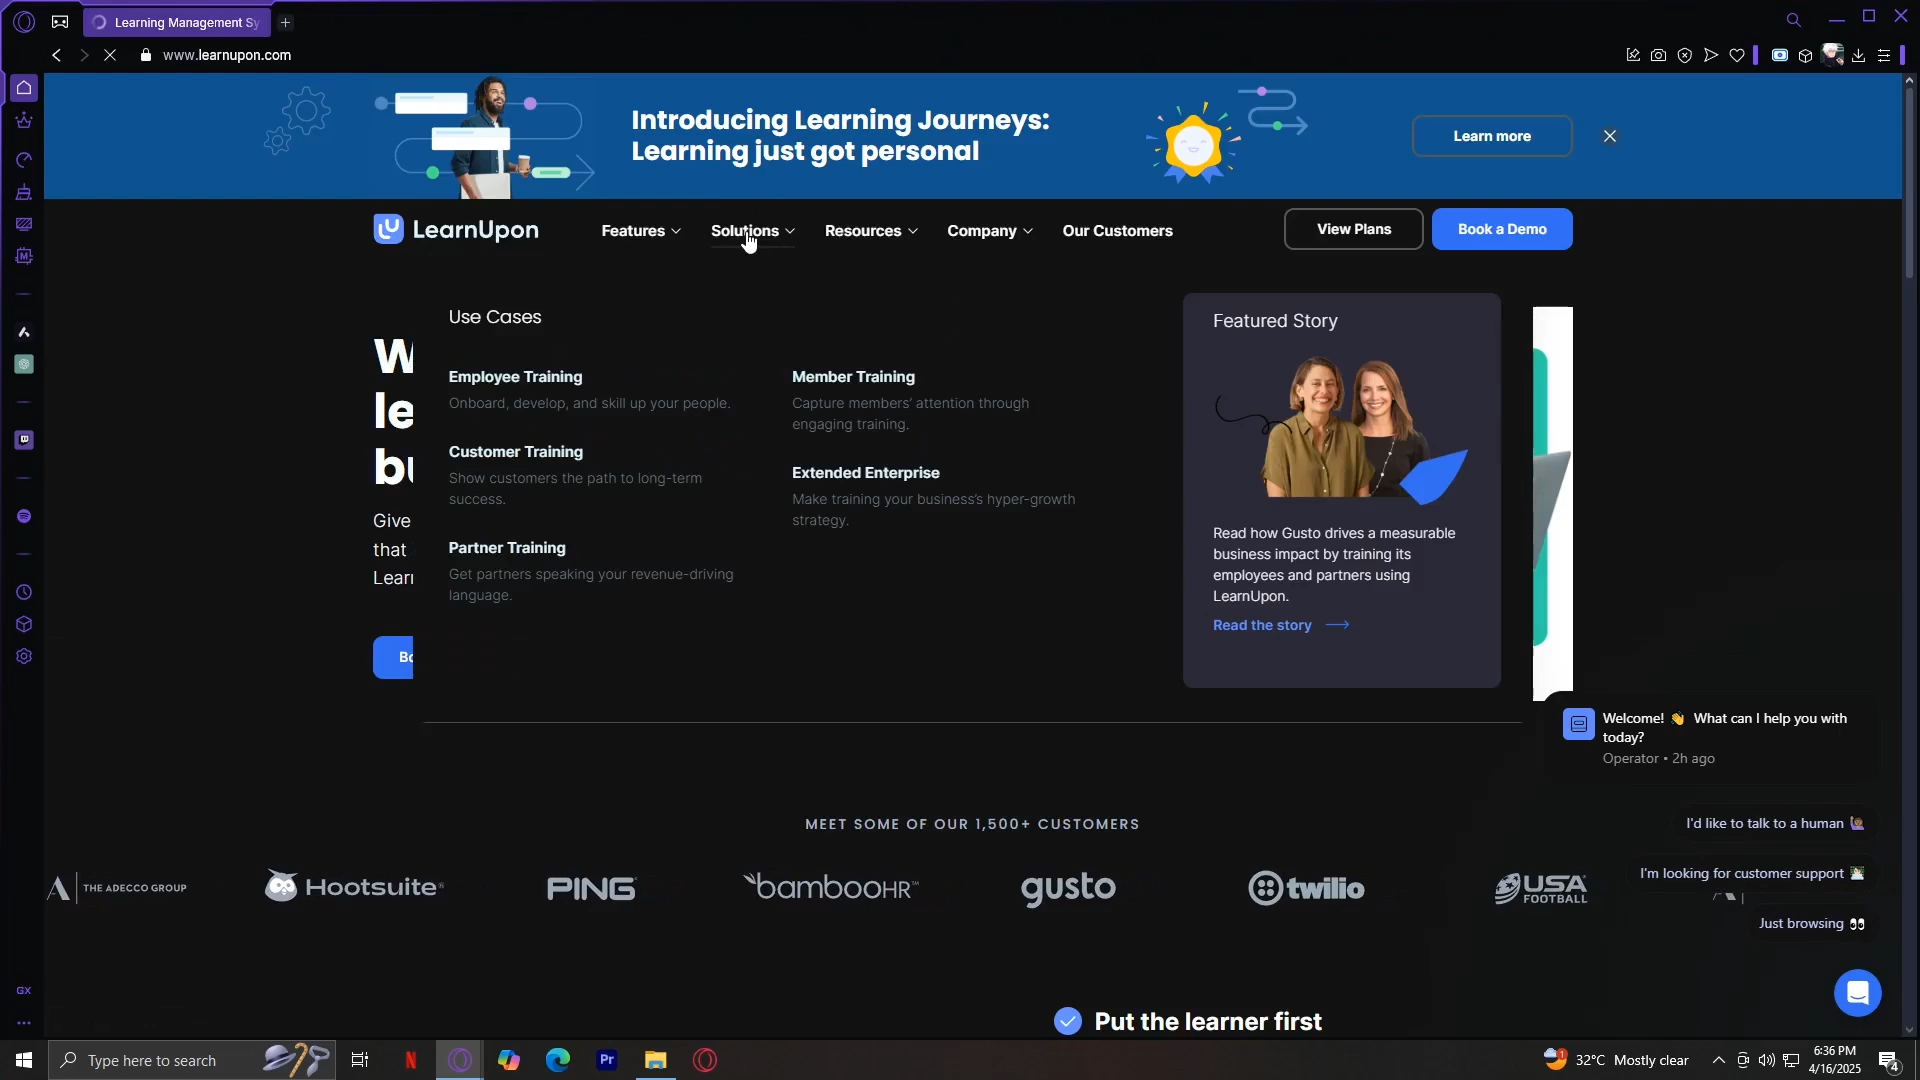 Learning Management Sy
www.learnupon.com
Introducing Learning Journeys:
Learning just got personal
Learn more
LearnUpon
Features
Solutions
Resources
Company
Our Customers
View Plans
Book a Demo
Use Cases
Employee Training
Onboard, develop, and skill up your people.
Customer Training
Show customers the path to long-term
success.
Partner Training
Get partners speaking your revenue-driving
language.
Member Training
Capture members' attention through
engaging training.
Extended Enterprise
Make training your business's hyper-growth
strategy.
Featured Story
Read how Gusto drives a measurable
business impact by training its
employees and partners using
LearnUpon.
Read the story
W
le
Give
that
Bo
Welcome! 👋 What can I help you with
today?
Operator • 2h ago
I'd like to talk to a human
I'm looking for customer support
Just browsing 👀
MEET SOME OF OUR 1,500+ CUSTOMERS
A THE ADECCO GROUP
Hootsuite®
PING
bambooHR™
gusto
twilio
USA
FOOTBALL
Put the learner first
GX
Type here to search
N
Pr
32°C Mostly clear
6:36 PM
4/16/2025
4